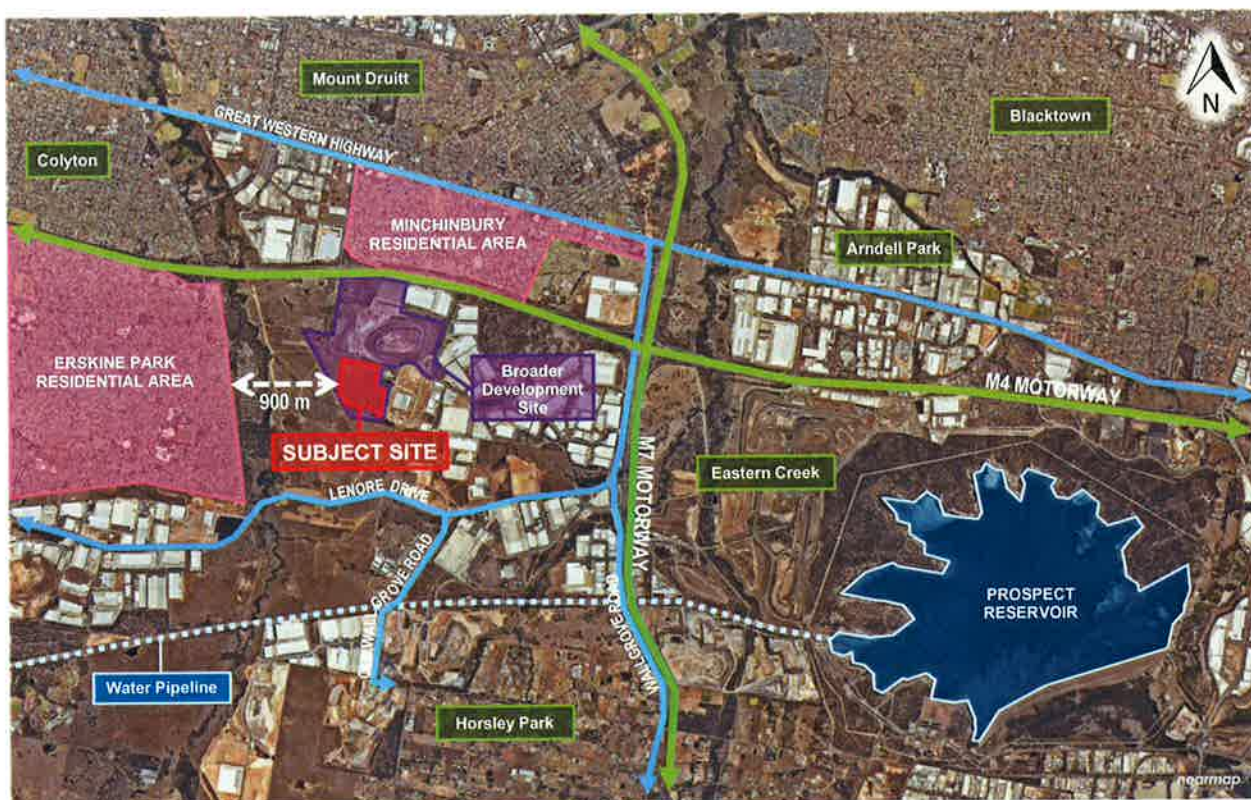 Mount Druitt
Blacktown
N
GREAT WESTERN HIGHWAY
Colyton
MINCHINBURY
RESIDENTIAL AREA
Arndell Park
ERSKINE PARK
RESIDENTIAL AREA
900 m
Broader
Development
Site
M4 MOTORWAY
SUBJECT SITE
M7 MOTORWAY
Eastern Creek
LENORE DRIVE
GROVE ROAD
WALLGROVE ROAD
PROSPECT
RESERVOIR
Water Pipeline
Horsley Park
nearmap